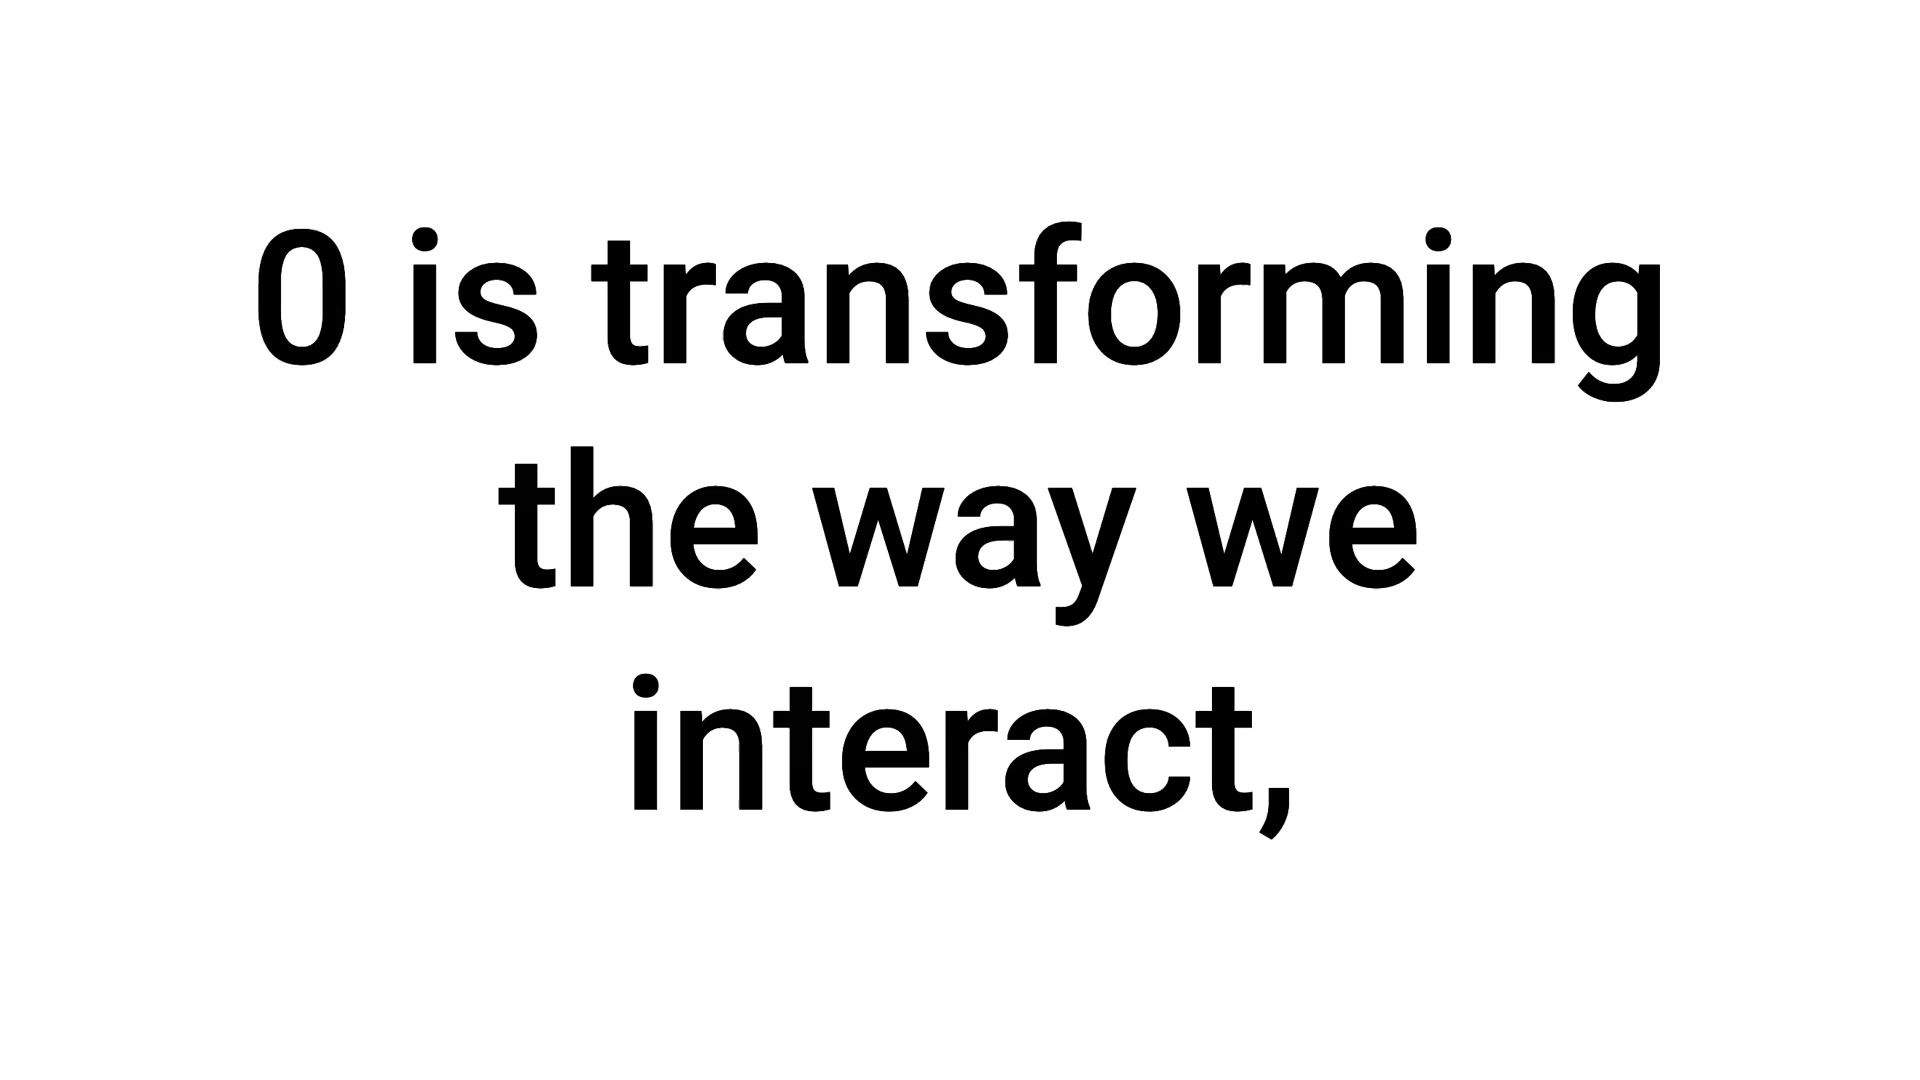 0 is transforming
the way we
interact,